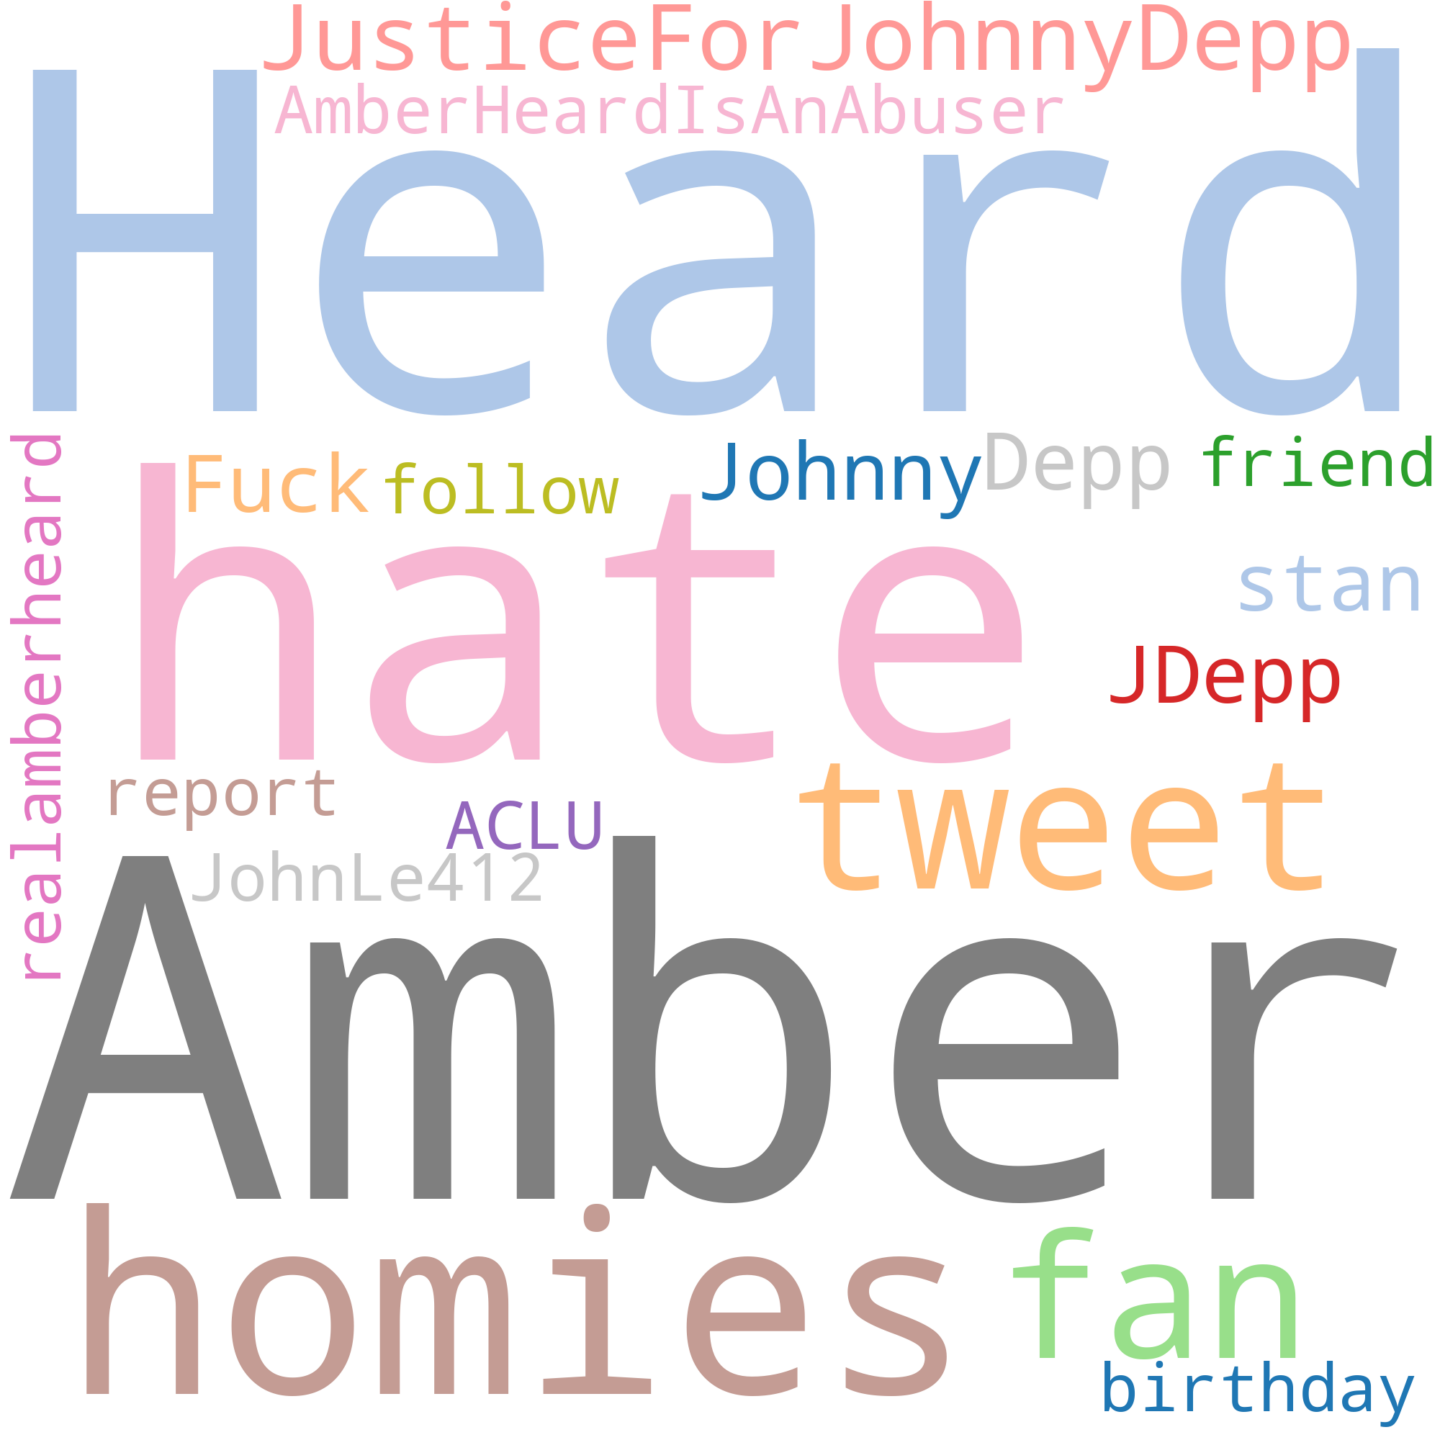 JusticeForJohnnyDepp
AmberHeardIsAnAbuser
Heard
realamberheard
Fuck follow Johnny Depp friend
hate
stan
JDepp
report
ACLU
tweet
JohnLe412
Amber
homies
fan
birthday